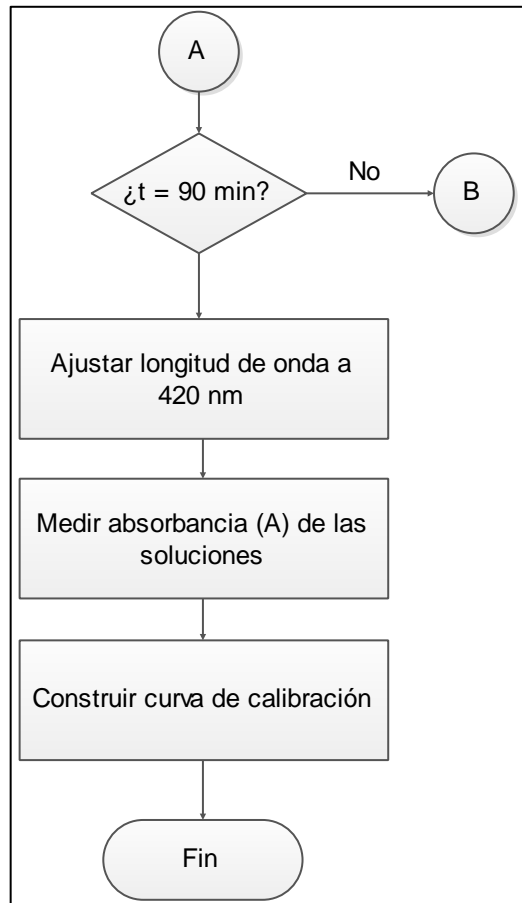 A
¿t = 90 min?
No
B
Ajustar longitud de onda a
420 nm
Medir absorbancia (A) de las
soluciones
Construir curva de calibración
Fin